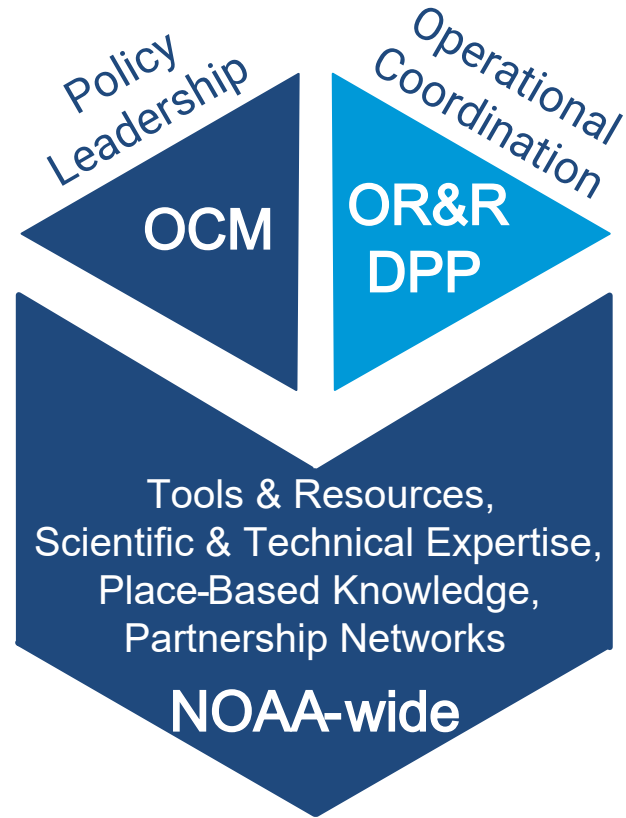 Policy
Leadership
Operational
Coordination
OCM
OR&R
DPP
Tools & Resources,
Scientific & Technical Expertise,
Place-Based Knowledge,
Partnership Networks
NOAA-wide